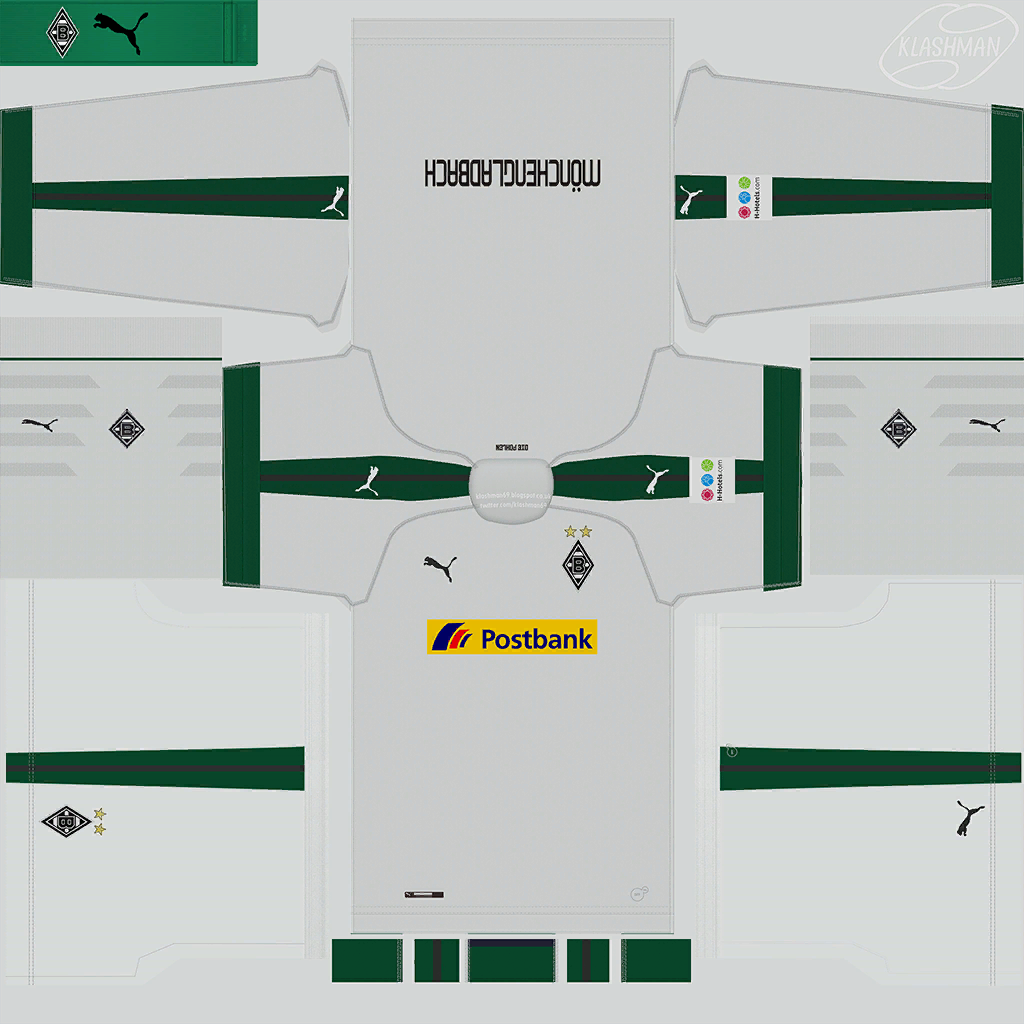 KLASHMAN
MÖNCHENGLADBACH
H-Hotels.com
DIE FOHLEN
H-Hotels.com
Postbank